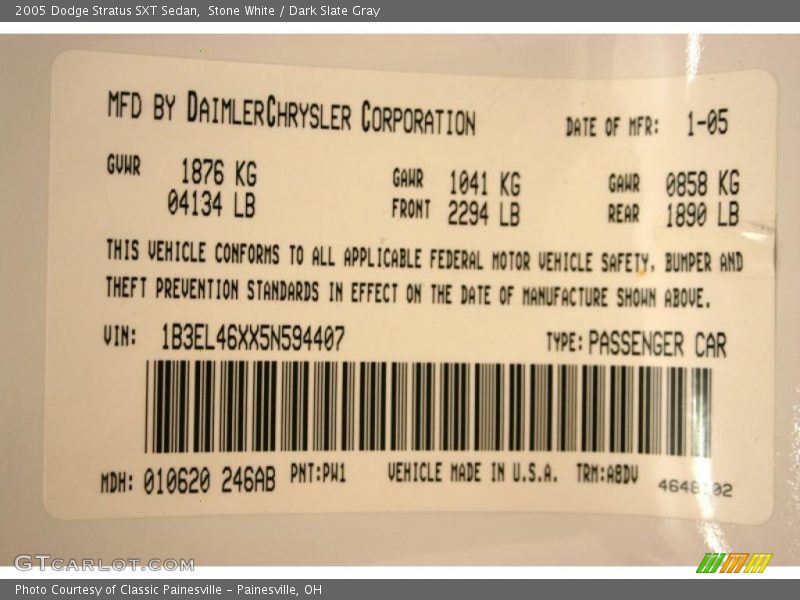 2005 Dodge Stratus SXT Sedan,  Stone White / Dark Slate Gray
MFD BY DAIMLERCHRYSLER CORPORATION
DATE OF MFR: 1-05
GVWR 1876 KG GAWR 1041 KG GAWR 0858 KG
04134 LB FRONT 2294 LB REAR 1890 LB
THIS VEHICLE CONFORMS TO ALL APPLICABLE FEDERAL MOTOR VEHICLE SAFETY, BUMPER AND
THEFT PREVENTION STANDARDS IN EFFECT ON THE DATE OF MANUFACTURE SHOWN ABOVE.
VIN: 1B3EL46XX5N594407 TYPE: PASSENGER CAR
MDH: 010620 246AB PNT:PW1 VEHICLE MADE IN U.S.A. TRM:A8DV
GTCARLOT.COM
Photo Courtesy of Classic Painesville - Painesville, OH